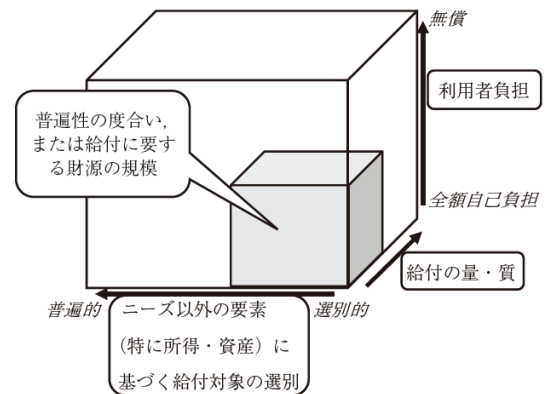 無償
利用者負担
普遍性の度合い，
または給付に要す
る財源の規模
全額自己負担
給付の量・質
普遍的
ニーズ以外の要素
選別的
（特に所得・資産）に
基づく給付対象の選別